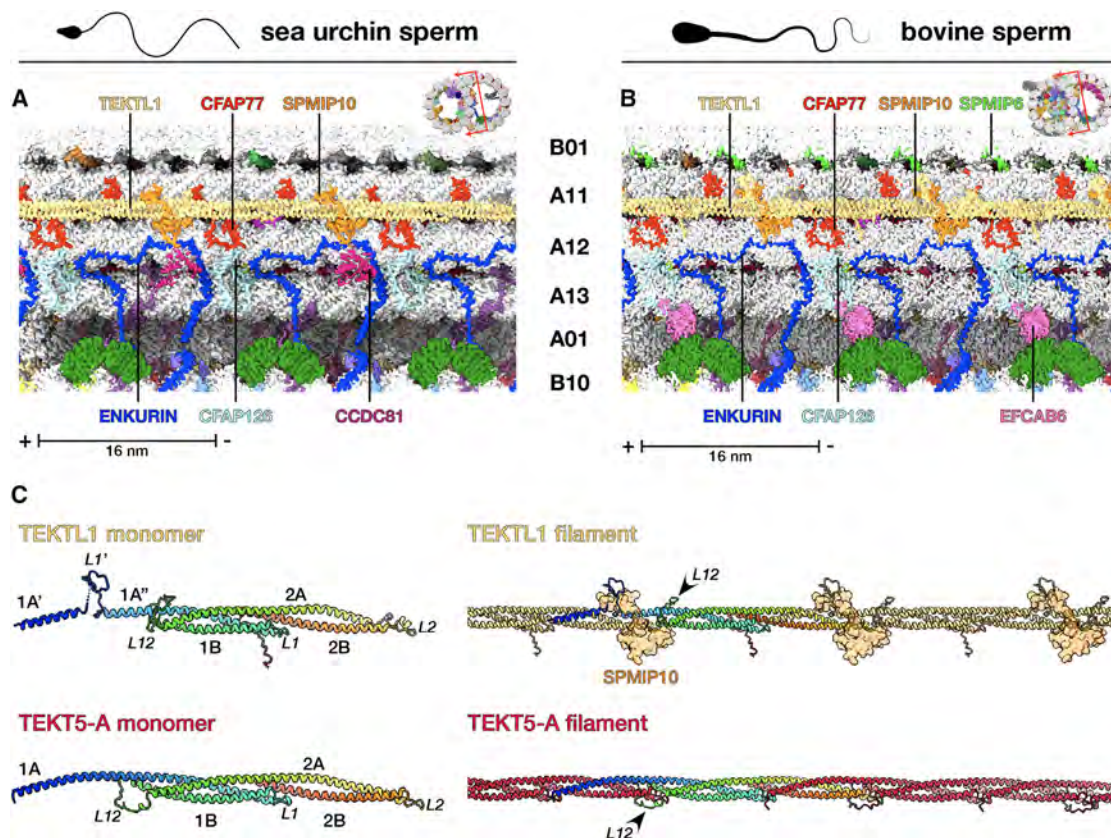 sea urchin sperm
bovine sperm
A
TEKTL1 CFAP77 SPMIP10
B
TEKTL1 CFAP77 SPMIP10 SPMIP6
B01
A11
A12
A13
A01
B10
ENKURIN CFAP126 CCDC81
ENKURIN CFAP126 EFCAB6
+ 16 nm -
+ 16 nm -
C
TEKTL1 monomer
TEKTL1 filament
L1'
L12
1A' 1A" 2A
L2
L12 1B L1 2B
SPMIP10
TEKT5-A monomer
TEKT5-A filament
1A 2A
L2
L12 1B L1 2B
L12